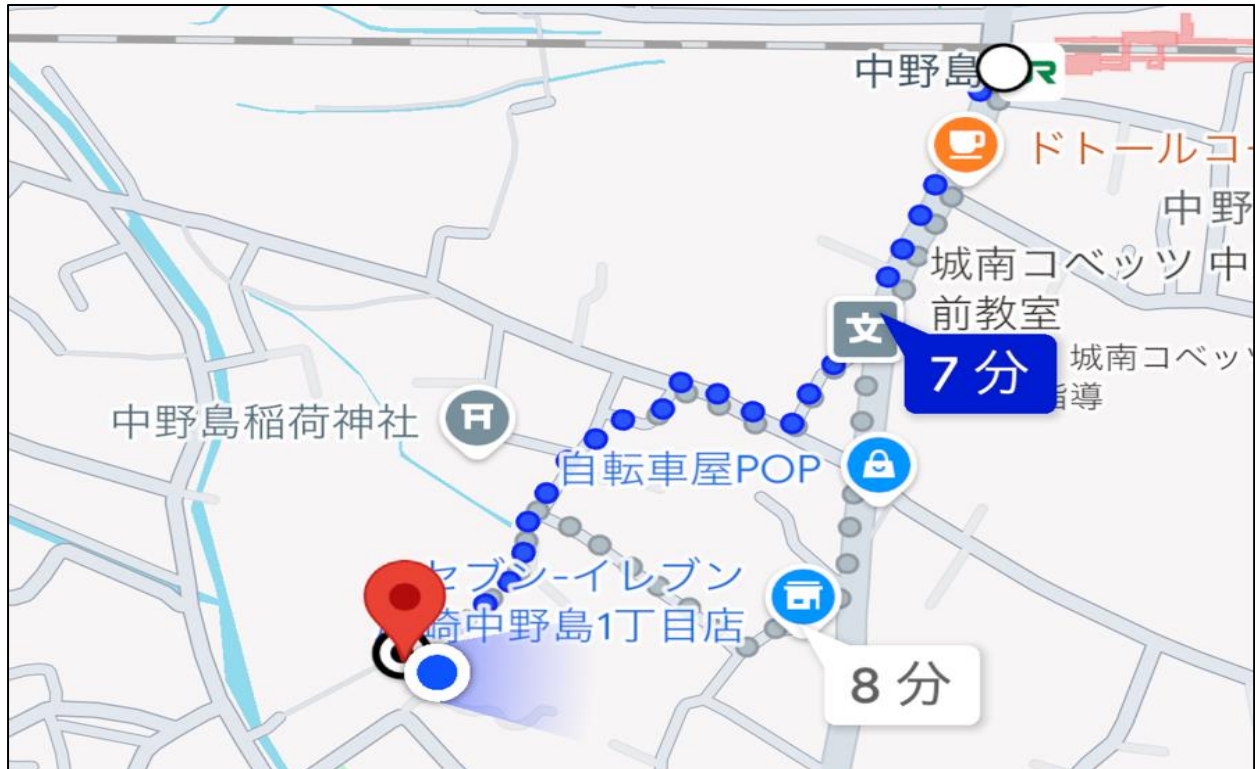 中野島
ドトールコー
中野
城南コベッツ 中
前教室
7 分
城南コベッツ
指導
中野島稲荷神社
自転車屋POP
セブン-イレブン
崎中野島1丁目店
8 分
文